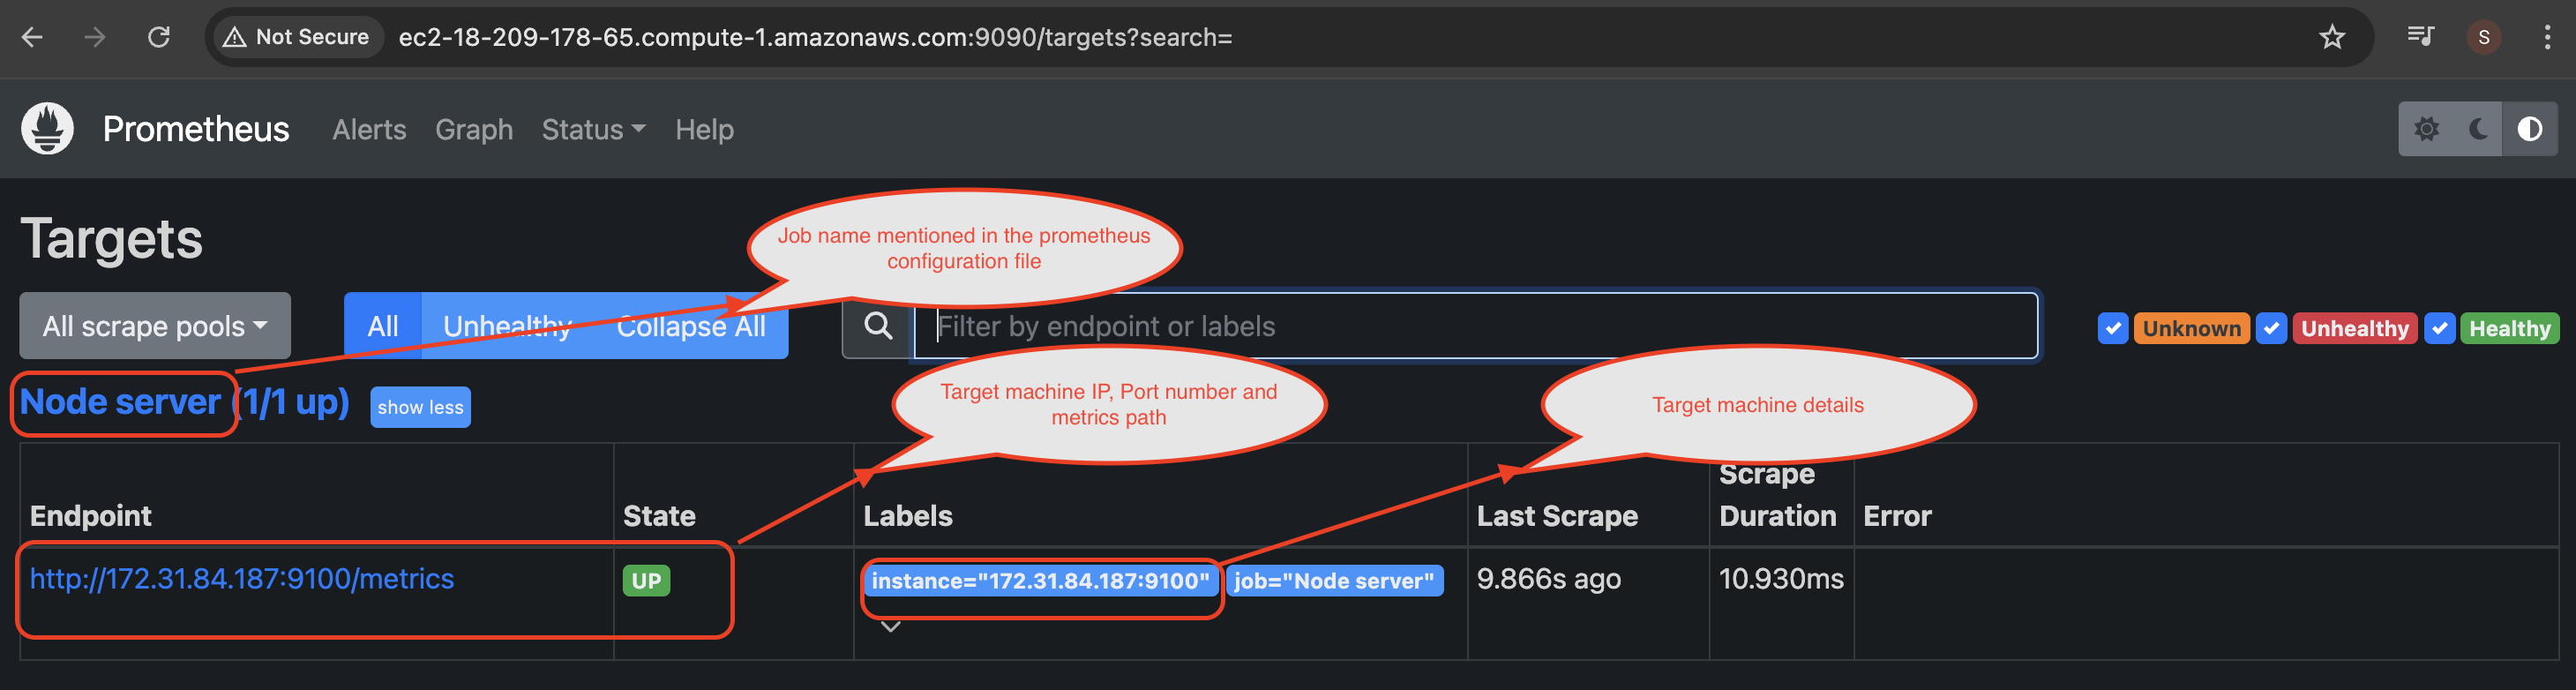 Not Secure ec2-18-209-178-65.compute-1.amazonaws.com:9090/targets?search= S
Prometheus Alerts Graph Status Help
Targets
Job name mentioned in the prometheus
configuration file
All scrape pools All Unhealthy Collapse All Filter by endpoint or labels Unknown Unhealthy Healthy
Node server (1/1 up) show less
Target machine IP, Port number and
metrics path
Target machine details
Endpoint State Labels Last Scrape Scrape Duration Error
http://172.31.84.187:9100/metrics UP instance="172.31.84.187:9100" job="Node server" 9.866s ago 10.930ms